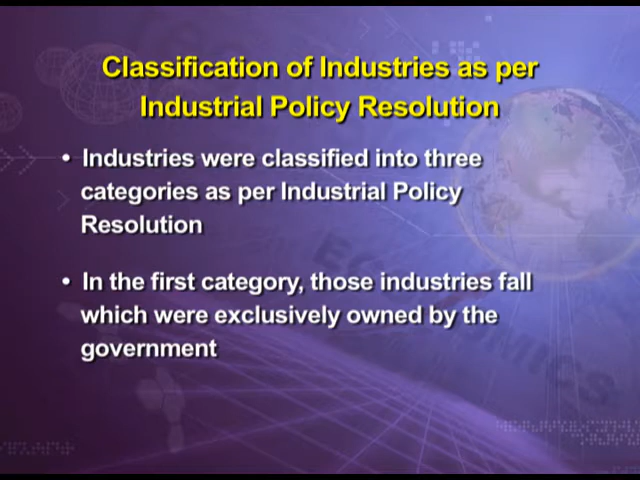 Classification of Industries as per
Industrial Policy Resolution
• Industries were classified into three
categories as per Industrial Policy
Resolution
• In the first category, those industries fall
which were exclusively owned by the
government
ECONOMICS